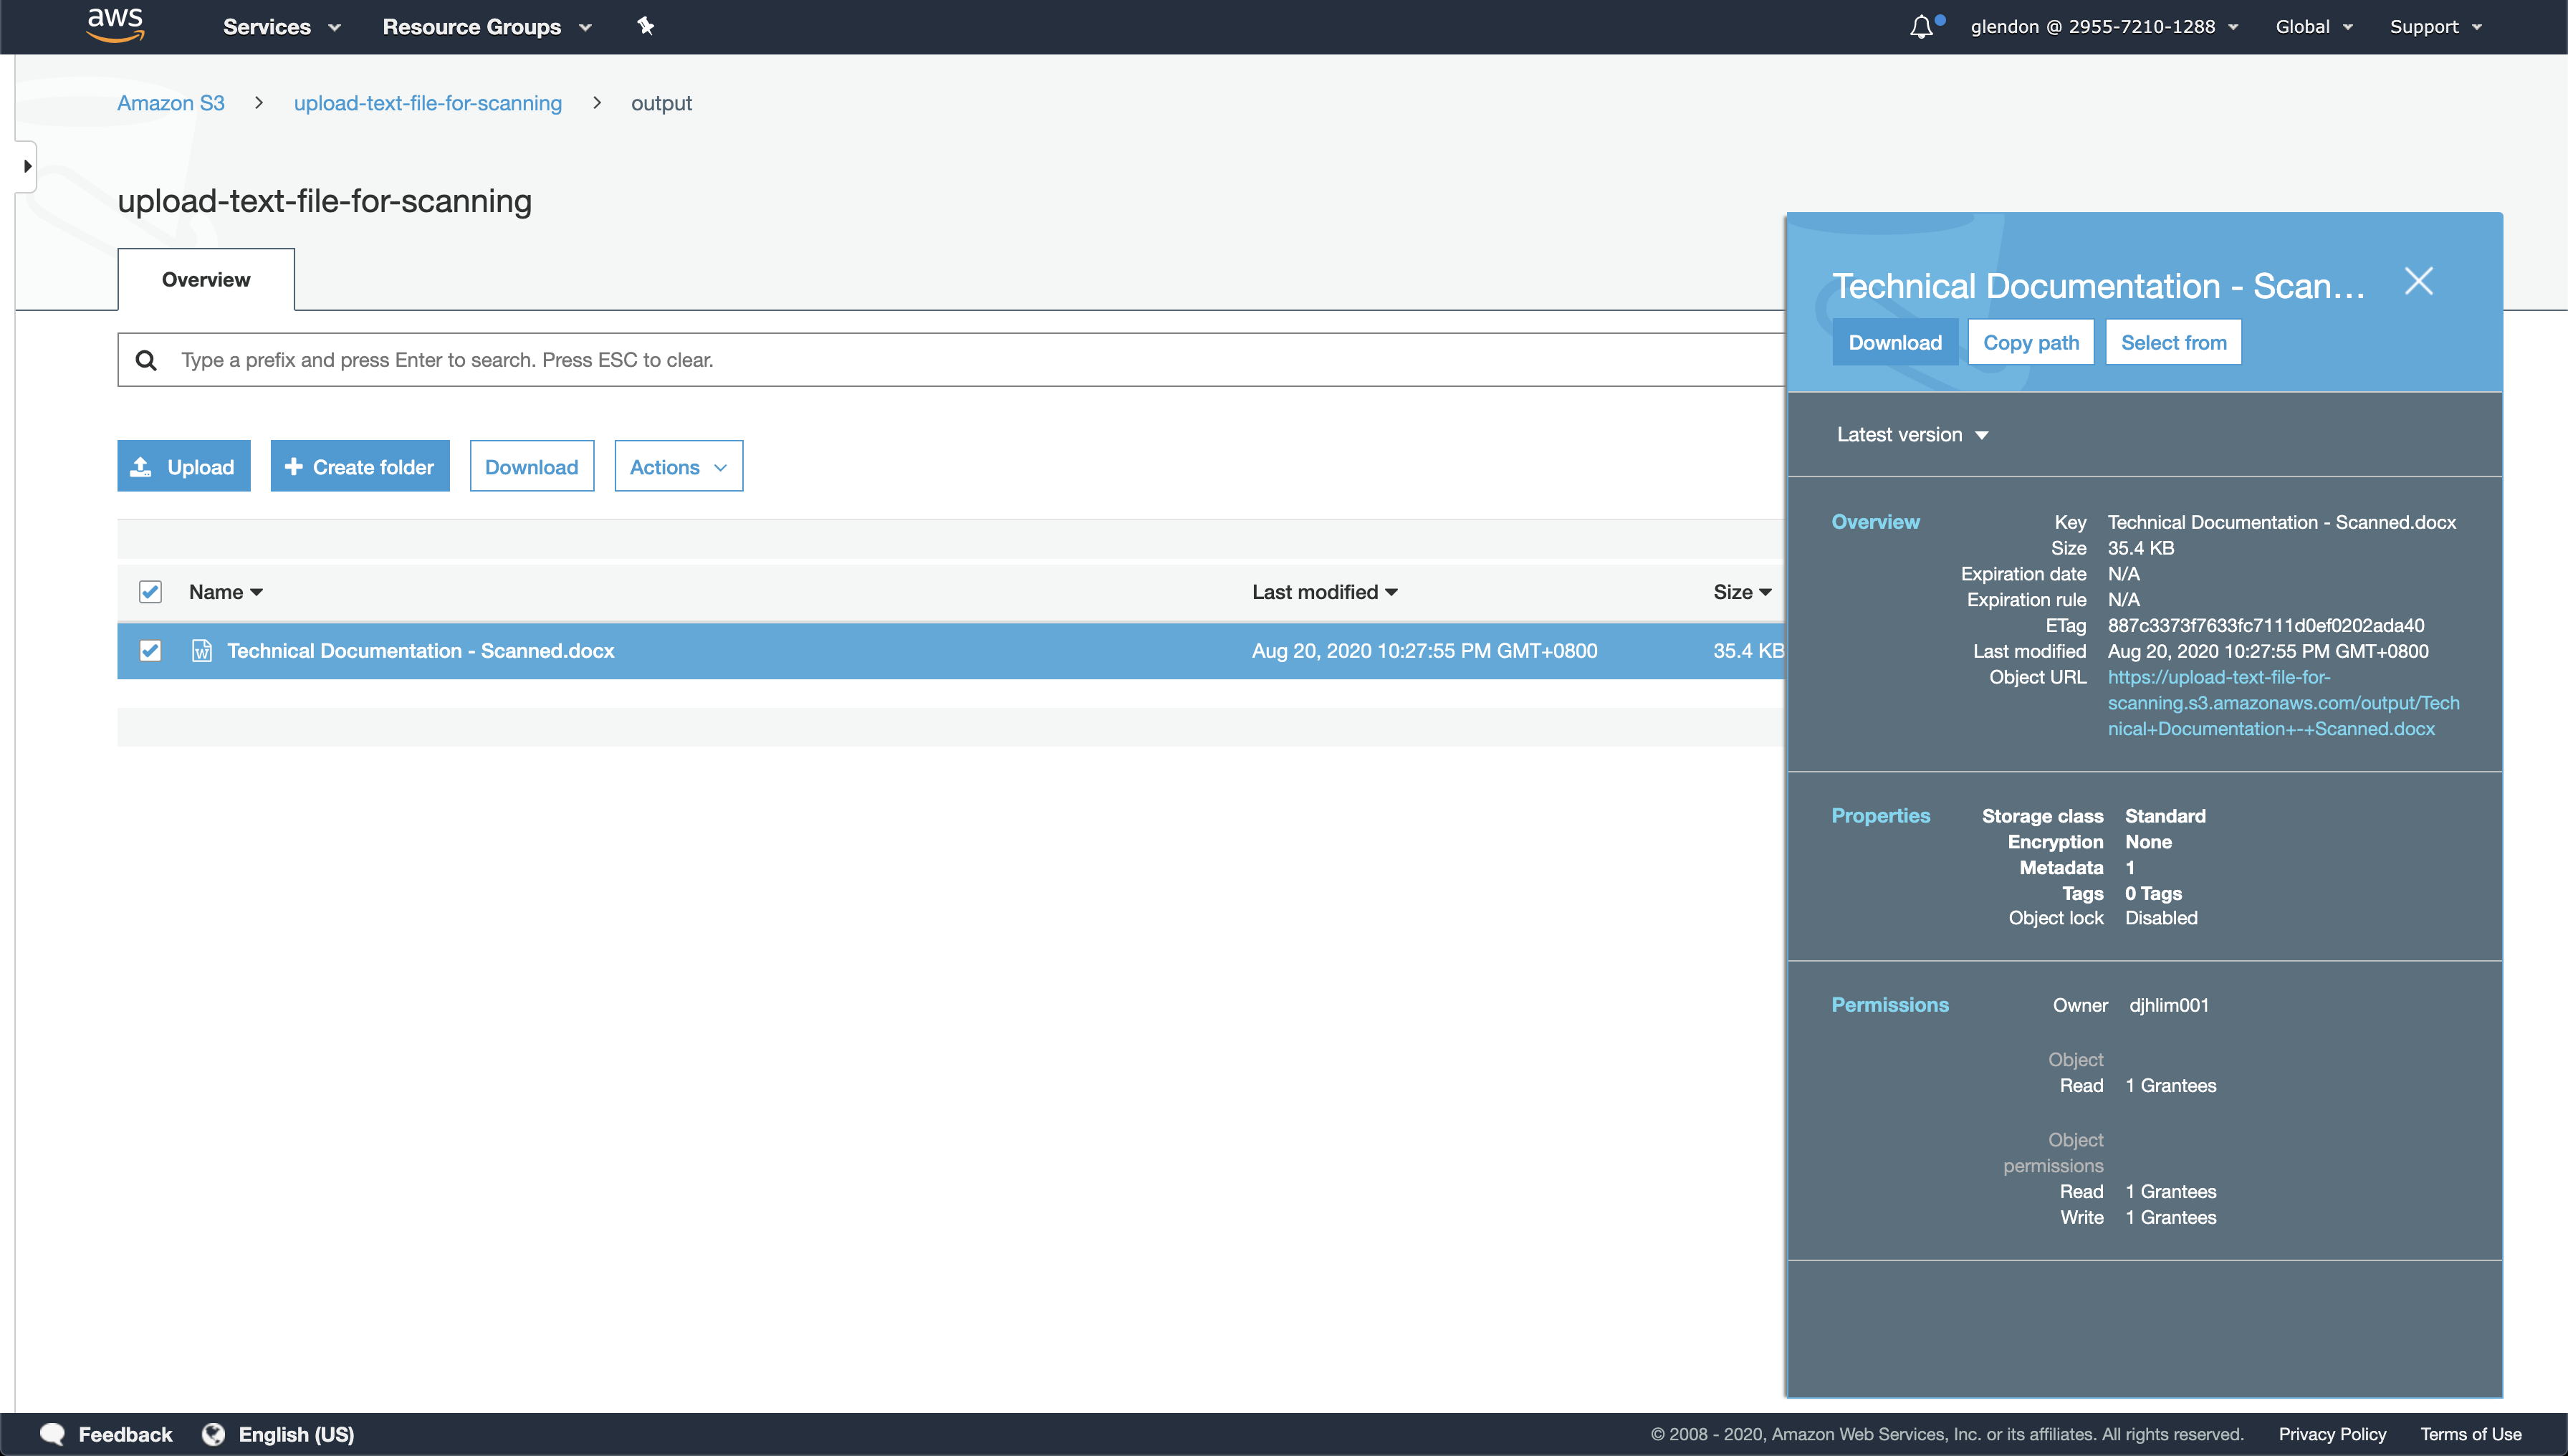 aws Services Resource Groups glendon @ 2955-7210-1288 Global Support
Amazon S3 > upload-text-file-for-scanning > output
upload-text-file-for-scanning
Overview
Type a prefix and press Enter to search. Press ESC to clear.
Upload Create folder Download Actions
Name Last modified Size
Technical Documentation - Scanned.docx Aug 20, 2020 10:27:55 PM GMT+0800 35.4 KB
Technical Documentation - Scan...
Download Copy path Select from
Latest version
Overview Key Technical Documentation - Scanned.docx
Size 35.4 KB
Expiration date N/A
Expiration rule N/A
ETag 887c3373f7633fc7111d0ef0202ada40
Last modified Aug 20, 2020 10:27:55 PM GMT+0800
Object URL https://upload-text-file-for-
scanning.s3.amazonaws.com/output/Tech
nical+Documentation+-+Scanned.docx
Properties Storage class Standard
Encryption None
Metadata 1
Tags 0 Tags
Object lock Disabled
Permissions Owner djhlim001
Object
Read 1 Grantees
Object
permissions
Read 1 Grantees
Write 1 Grantees
Feedback English (US) © 2008 - 2020, Amazon Web Services, Inc. or its affiliates. All rights reserved. Privacy Policy Terms of Use